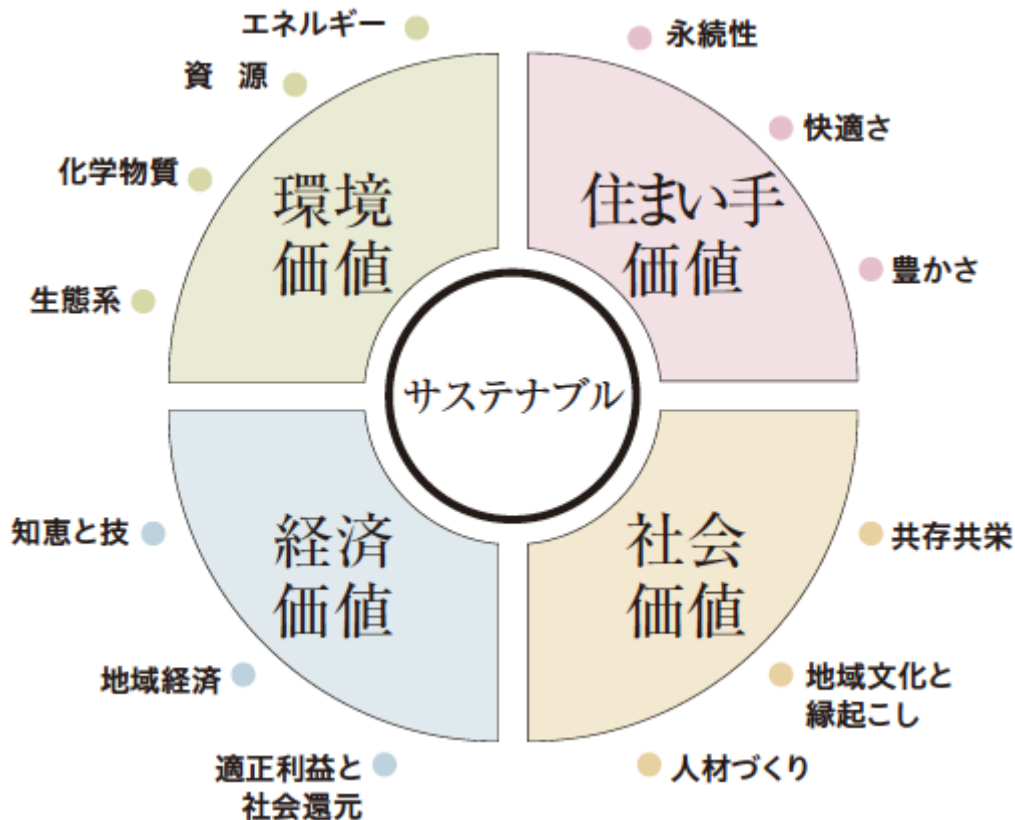 エネルギー
資 源
化学物質
生態系
環境
価値
永続性
快適さ
豊かさ
住まい手
価値
サステナブル
知恵と技
地域経済
適正利益と
社会還元
経済
価値
共存共栄
地域文化と
縁起こし
人材づくり
社会
価値